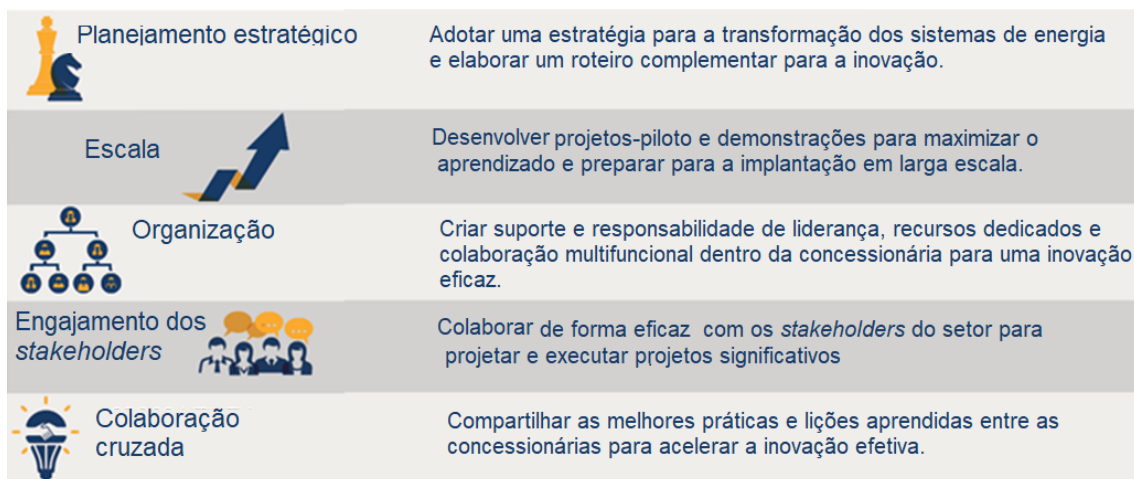 Planejamento estratégico
Adotar uma estratégia para a transformação dos sistemas de energia
e elaborar um roteiro complementar para a inovação.
Escala
Desenvolver projetos-piloto e demonstrações para maximizar o
aprendizado e preparar para a implantação em larga escala.
Organização
Criar suporte e responsabilidade de liderança, recursos dedicados e
colaboração multifuncional dentro da concessionária para uma inovação
eficaz.
Engajamento dos
stakeholders
Colaborar de forma eficaz com os stakeholders do setor para
projetar e executar projetos significativos
Colaboração
cruzada
Compartilhar as melhores práticas e lições aprendidas entre as
concessionárias para acelerar a inovação efetiva.